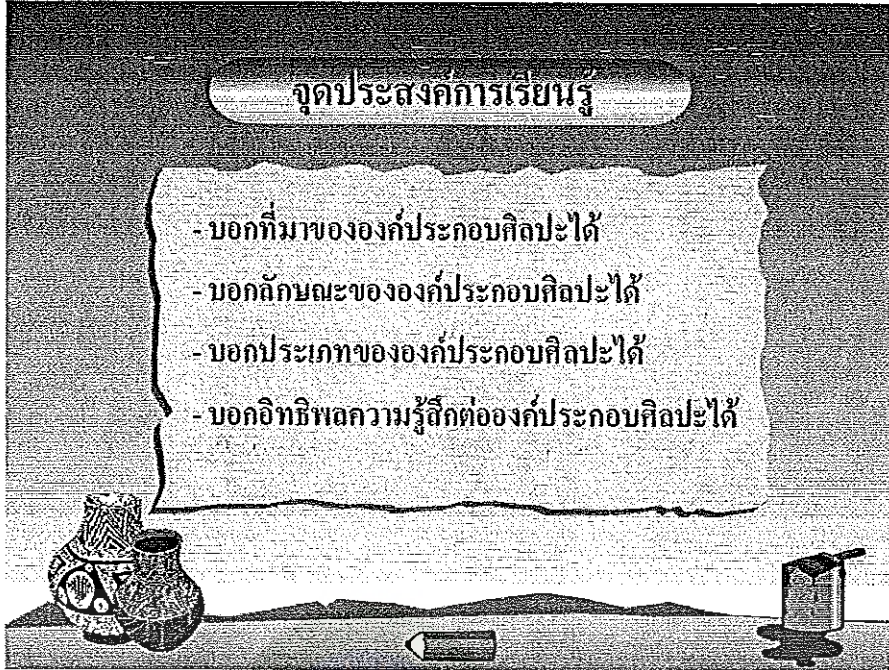 จุดประสงค์การเรียนรู้
- บอกที่มาขององค์ประกอบศิลปะได้
- บอกลักษณะขององค์ประกอบศิลปะได้
- บอกประเภทขององค์ประกอบศิลปะได้
- บอกอิทธิพลความรู้สึกต่อองค์ประกอบศิลปะได้